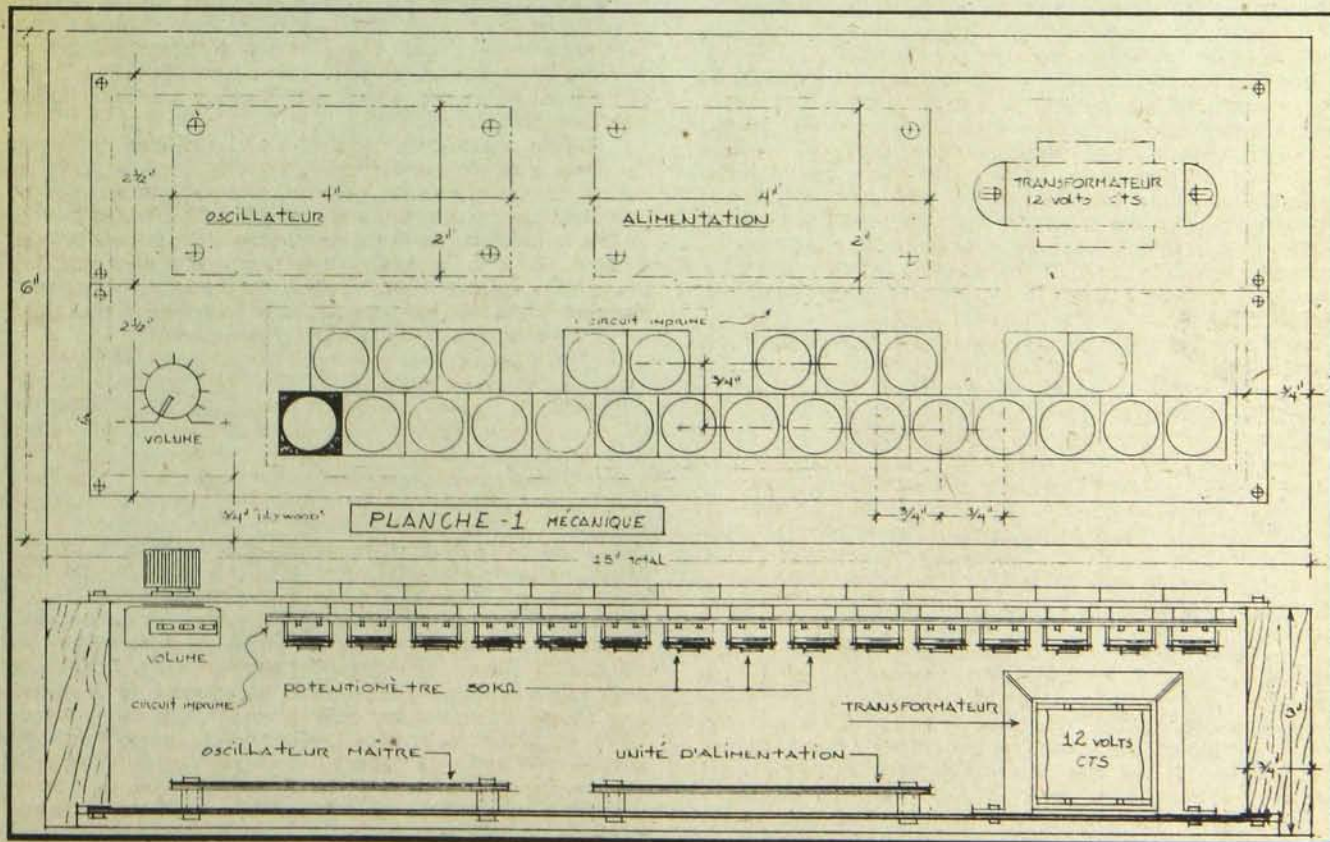 2½"
4"
OSCILLATEUR
2"
4"
ALIMENTATION
2"
TRANSFORMATEUR
12 volts CTS
6"
2½"
CIRCUIT IMPRIMÉ
3/4"
3/4"
- +
VOLUME
3/4"
PLANCHE-1 MÉCANIQUE
3/4" 3/4"
15" TOTAL
VOLUME
CIRCUIT IMPRIMÉ
POTENTIOMÈTRE 50KΩ
TRANSFORMATEUR
OSCILLATEUR MAÎTRE
UNITÉ D'ALIMENTATION
12 VOLTS
CTS
3"
3/4"